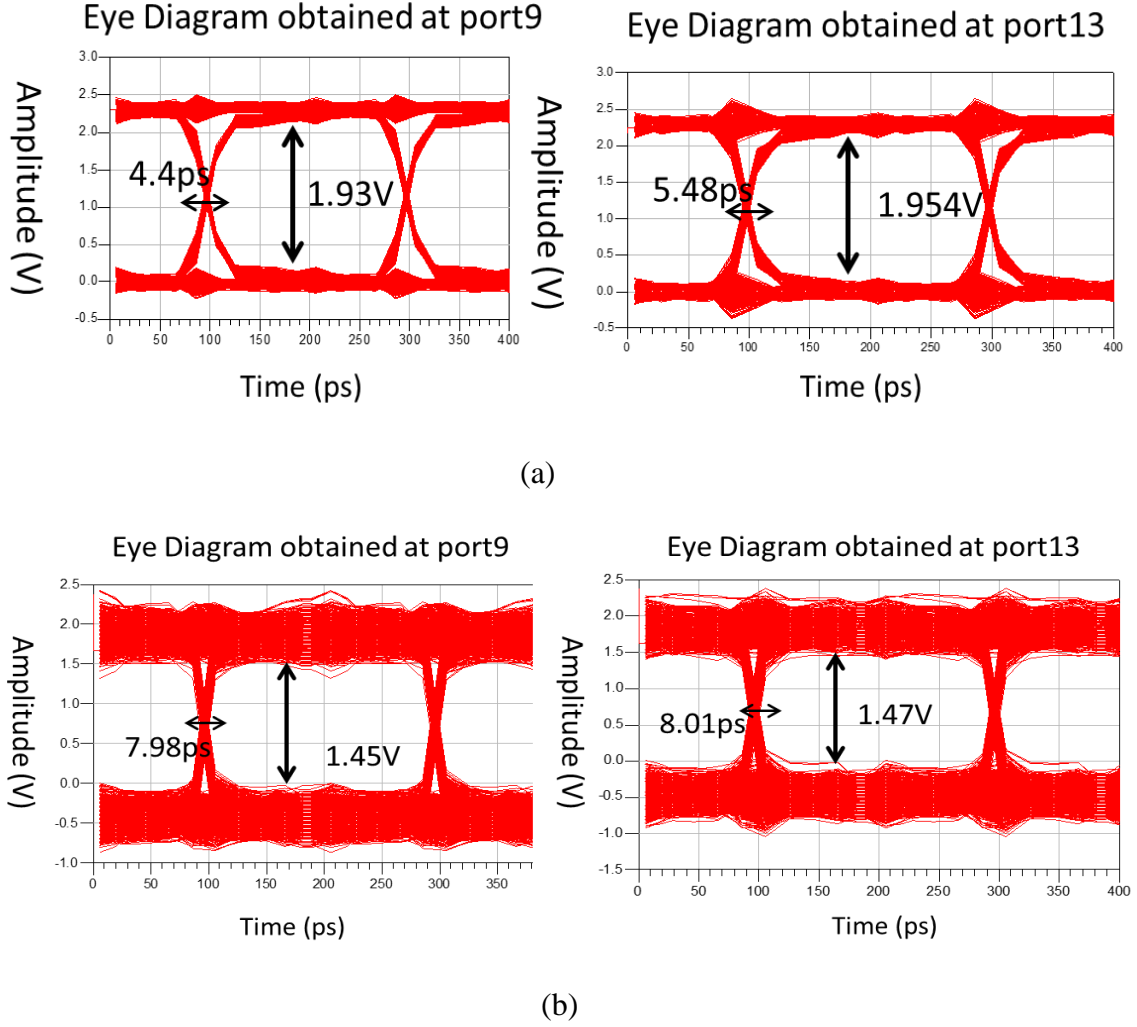 Eye Diagram obtained at port9
3.0
2.5
2.0
1.5
1.0
0.5
0.0
-0.5
0 50 100 150 200 250 300 350 400
Amplitude (V)
Time (ps)
4.4ps
1.93V
Eye Diagram obtained at port13
3.0
2.5
2.0
1.5
1.0
0.5
0.0
-0.5
0 50 100 150 200 250 300 350 400
Amplitude (V)
Time (ps)
5.48ps
1.954V
(a)
Eye Diagram obtained at port9
2.5
2.0
1.5
1.0
0.5
0.0
-0.5
-1.0
0 50 100 150 200 250 300 350
Amplitude (V)
Time (ps)
7.98ps
1.45V
Eye Diagram obtained at port13
2.5
2.0
1.5
1.0
0.5
0.0
-0.5
-1.0
-1.5
0 50 100 150 200 250 300 350 400
Amplitude (V)
Time (ps)
8.01ps
1.47V
(b)